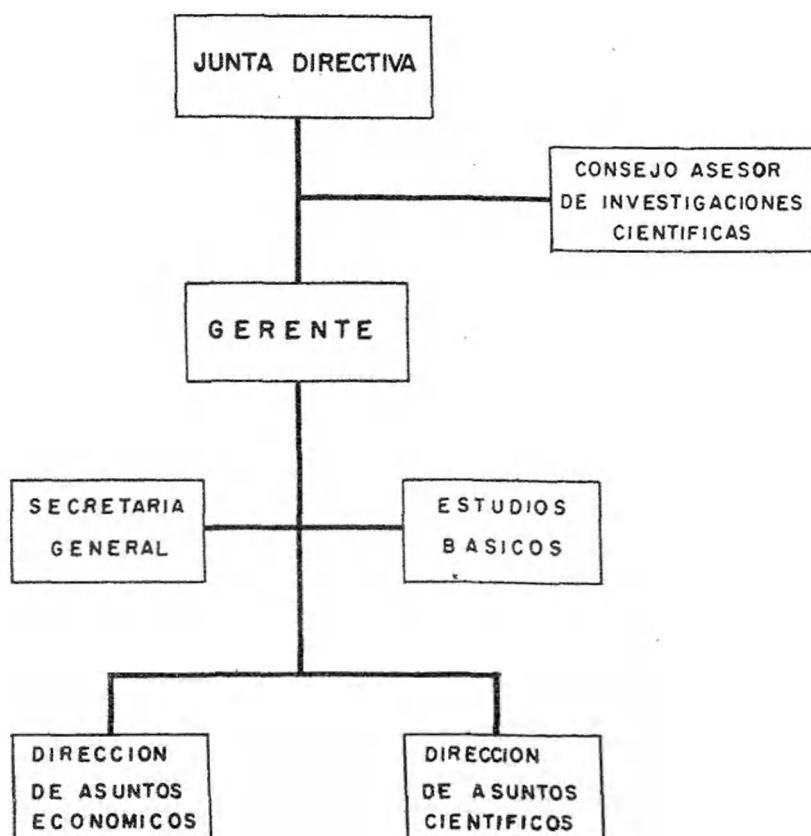 JUNTA DIRECTIVA
CONSEJO ASESOR
DE INVESTIGACIONES
CIENTIFICAS
GERENTE
SECRETARIA
GENERAL
ESTUDIOS
BASICOS
DIRECCION
DE ASUNTOS
ECONOMICOS
DIRECCION
DE ASUNTOS
CIENTIFICOS